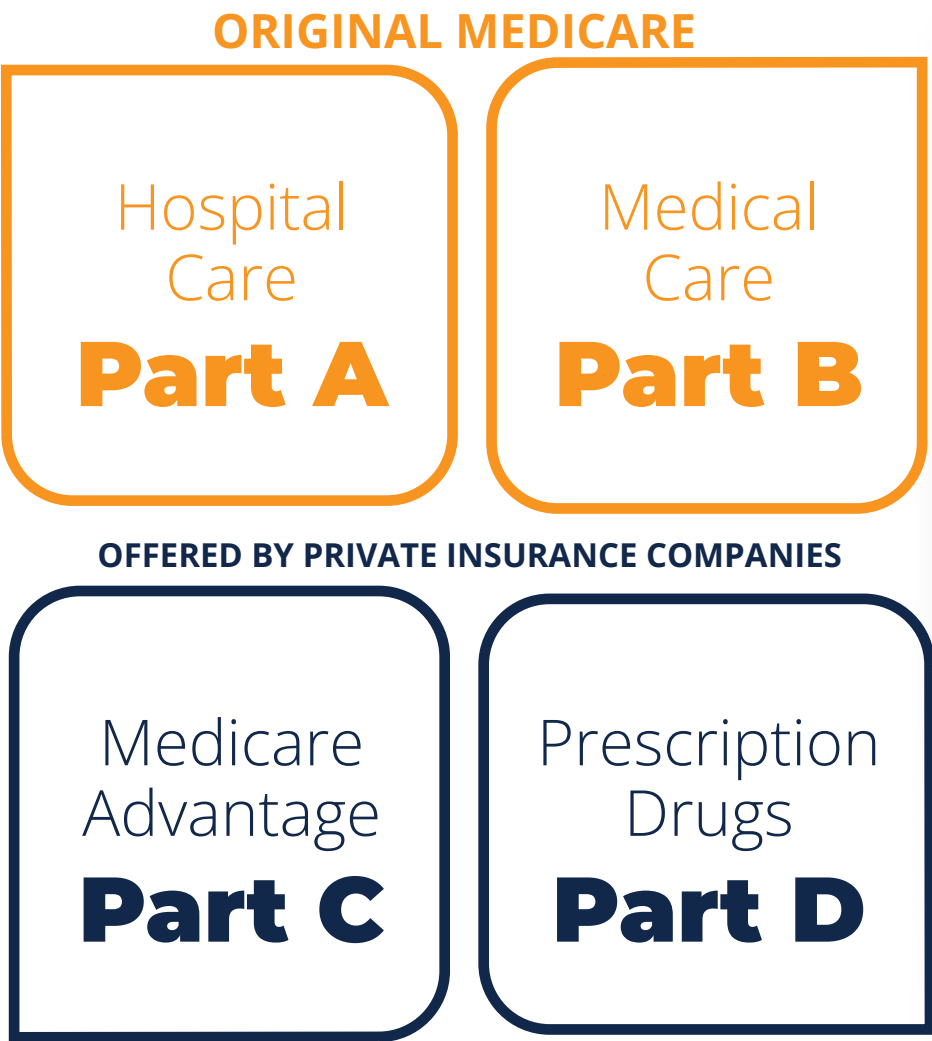 ORIGINAL MEDICARE
Hospital
Care
Part A
Medical
Care
Part B
OFFERED BY PRIVATE INSURANCE COMPANIES
Medicare
Advantage
Part C
Prescription
Drugs
Part D